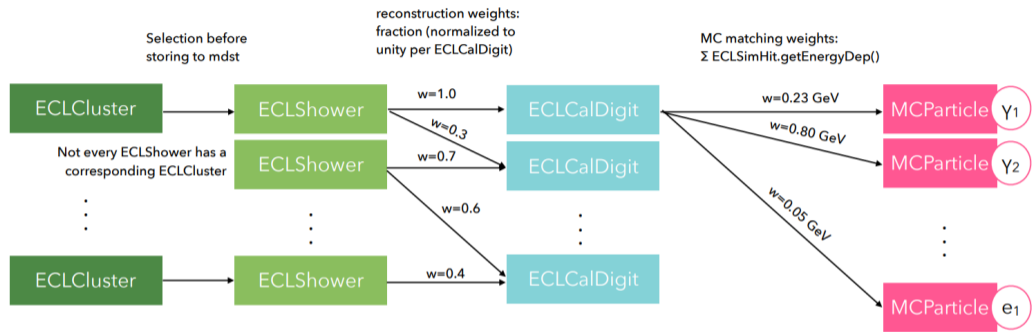 Selection before
storing to mdst
reconstruction weights:
fraction (normalized to
unity per ECLCalDigit)
MC matching weights:
Σ ECLSimHit.getEnergyDep()
ECLCluster
ECLShower
w=1.0
w=0.3
ECLCalDigit
w=0.23 GeV
w=0.80 GeV
MCParticle
γ1
Not every ECLShower has a
corresponding ECLCluster
ECLShower
w=0.7
ECLCalDigit
MCParticle
γ2
w=0.6
w=0.05 GeV
ECLCluster
ECLShower
w=0.4
ECLCalDigit
MCParticle
e1